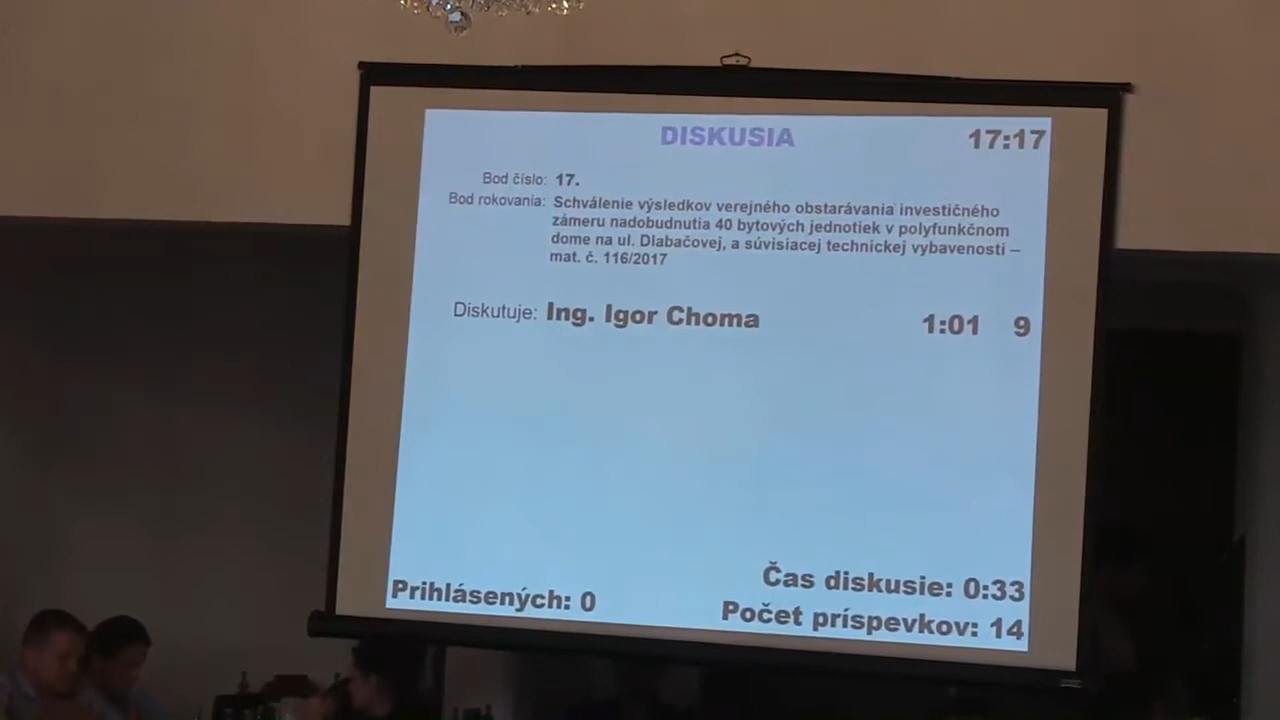 DISKUSIA 17:17
Bod číslo: 17.
Bod rokovania: Schválenie výsledkov verejného obstarávania investičného
zámeru nadobudnutia 40 bytových jednotiek v polyfunkčnom
dome na ul. Dlabačovej, a súvisiacej technickej vybavenosti –
mat. č. 116/2017
Diskutuje: Ing. Igor Choma 1:01 9
Čas diskusie: 0:33
Prihlásených: 0
Počet príspevkov: 14